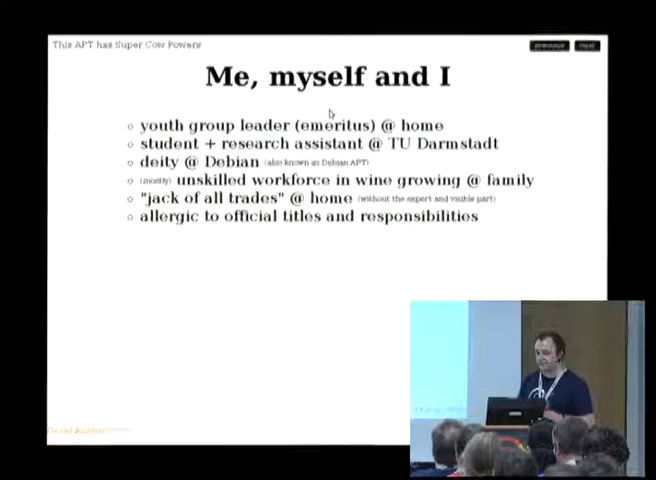 This APT has Super Cow Powers
previous next
Me, myself and I
youth group leader (emeritus) @ home
student + research assistant @ TU Darmstadt
deity @ Debian (also known as Debian APT)
(mostly) unskilled workforce in wine growing @ family
"jack of all trades" @ home (without the expert and visible part)
allergic to official titles and responsibilities
David